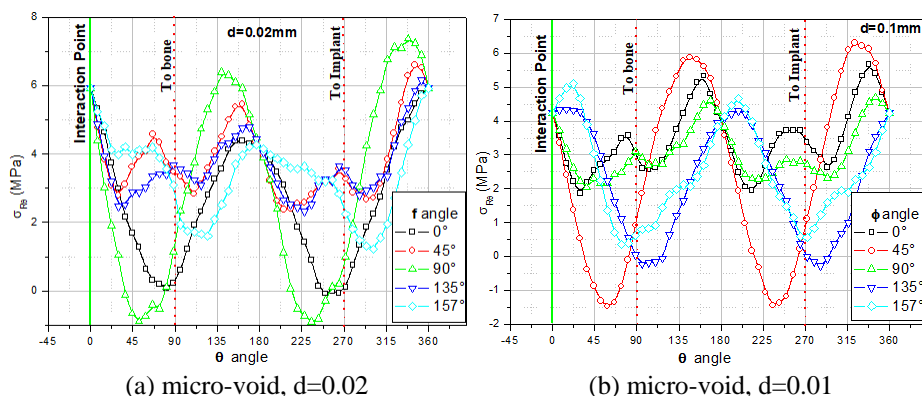 8
6
4
2
0
-45
0
45
90
135
180
225
270
315
360
σRe (MPa)
θ angle
Interaction Point
To bone
d=0.02mm
To Implant
f angle
0°
45°
90°
135°
157°
7
6
5
4
3
2
1
0
-1
-2
-45
0
45
90
135
180
225
270
315
360
σRe (MPa)
θ angle
Interaction Point
To bone
To Implant
d=0.1mm
ϕ angle
0°
45°
90°
135°
157°
(a) micro-void, d=0.02
(b) micro-void, d=0.01